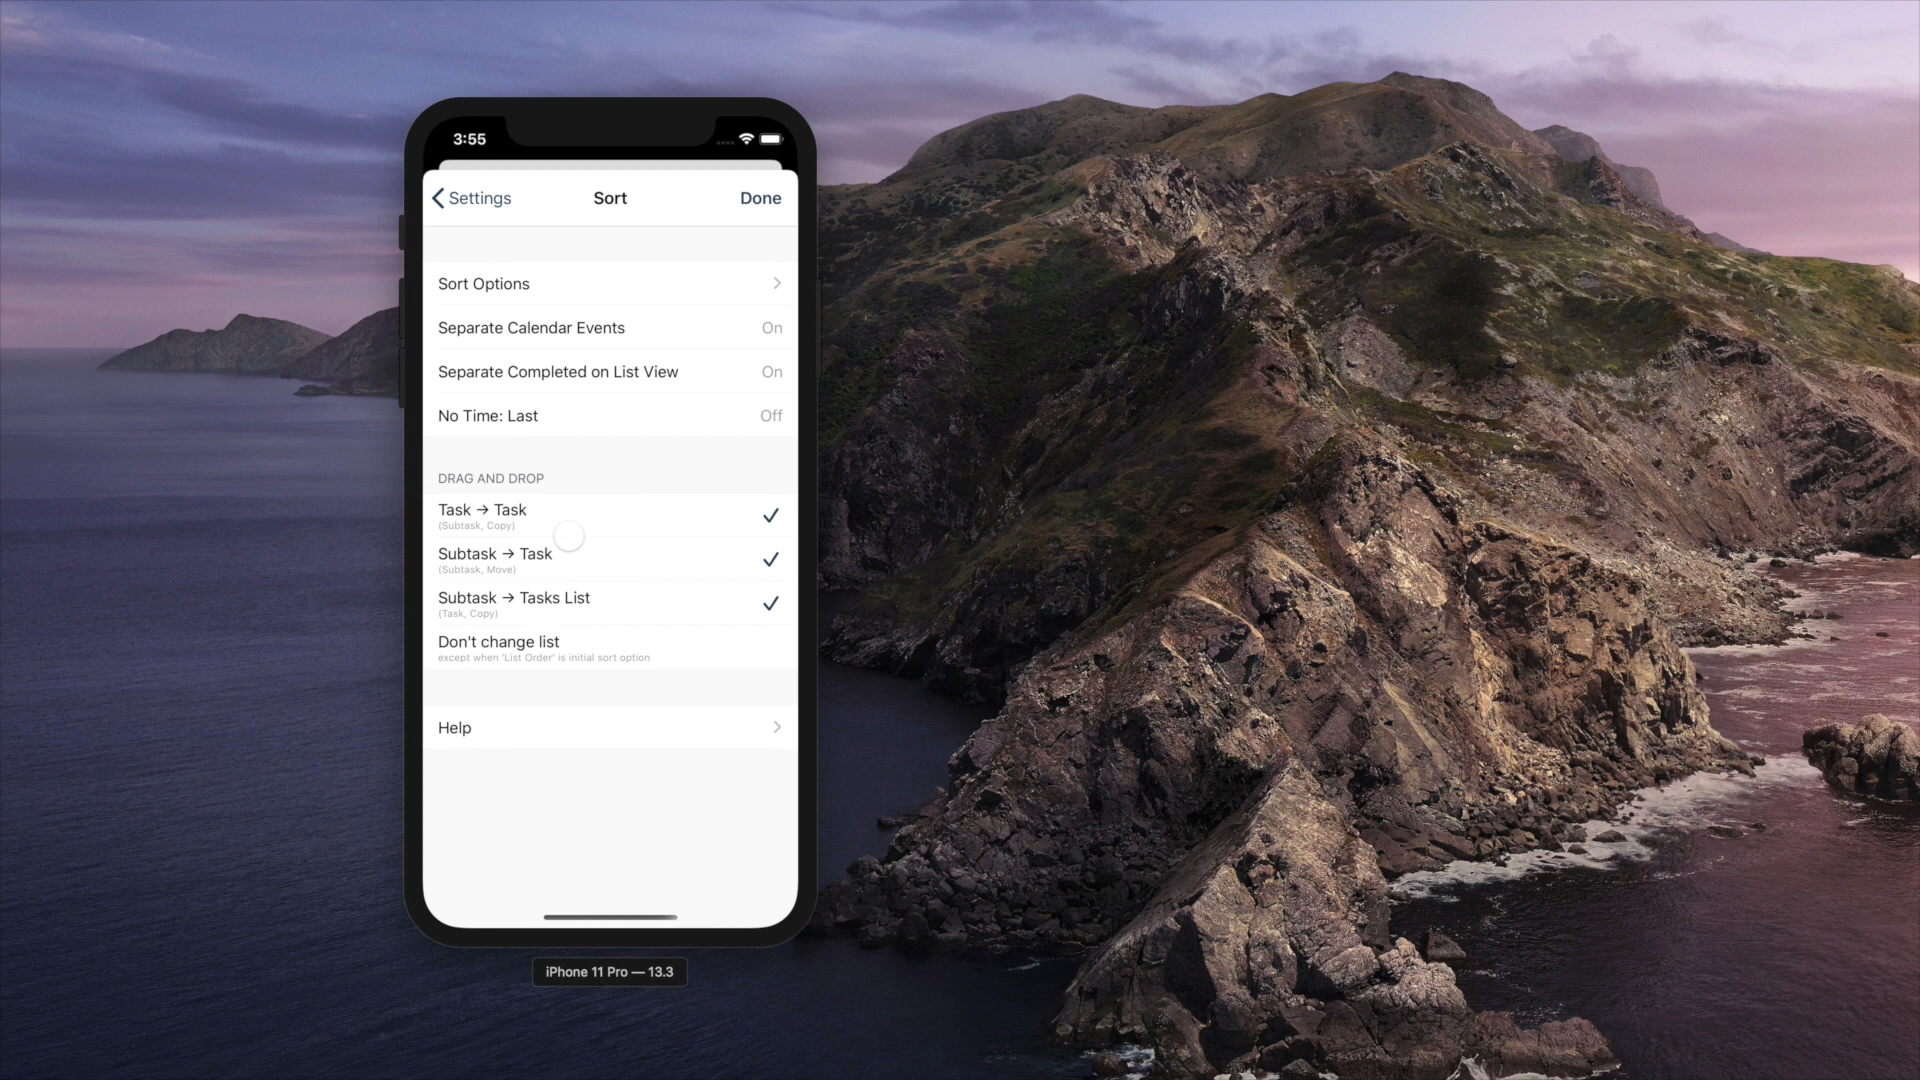 3:55
Settings
Sort
Done
Sort Options
Separate Calendar Events On
Separate Completed on List View On
No Time: Last Off
DRAG AND DROP
Task → Task
(Subtask, Copy)
Subtask → Task
(Subtask, Move)
Subtask → Tasks List
(Task, Copy)
Don't change list
except when 'List Order' is initial sort option
Help
iPhone 11 Pro — 13.3